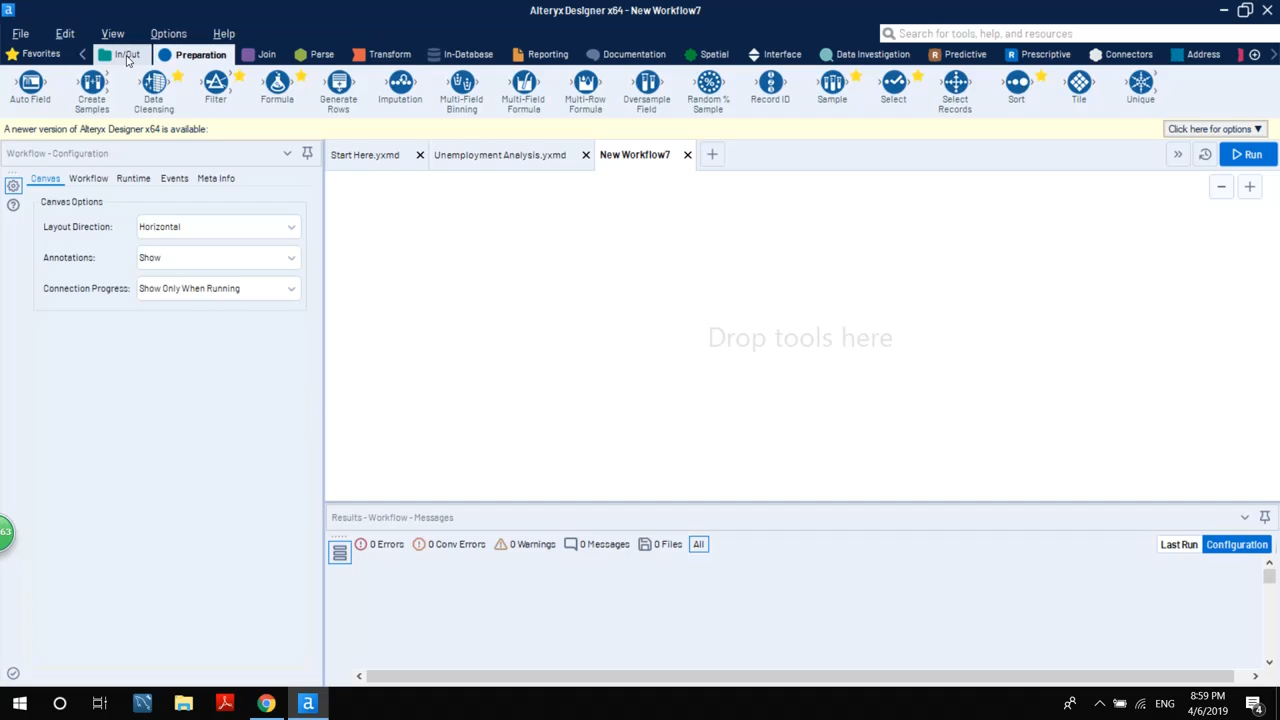 Alteryx Designer x64 - New Workflow7
File Edit View Options Help
Search for tools, help, and resources
Favorites In/Out Preparation Join Parse Transform In-Database Reporting Documentation Spatial Interface Data Investigation Predictive Prescriptive Connectors Address
Auto Field Create Samples Data Cleansing Filter Formula Generate Rows Imputation Multi-Field Binning Multi-Field Formula Multi-Row Formula Oversample Field Random % Sample Record ID Sample Select Select Records Sort Tile Unique
A newer version of Alteryx Designer x64 is available:
Click here for options ▼
Workflow - Configuration
Start Here.yxmd
Unemployment Analysis.yxmd
New Workflow7
Run
Canvas Workflow Runtime Events Meta Info
Canvas Options
Layout Direction: Horizontal
Annotations: Show
Connection Progress: Show Only When Running
Drop tools here
Results - Workflow - Messages
0 Errors 0 Conv Errors 0 Warnings 0 Messages 0 Files All
Last Run Configuration
63
ENG
8:59 PM
4/6/2019
4